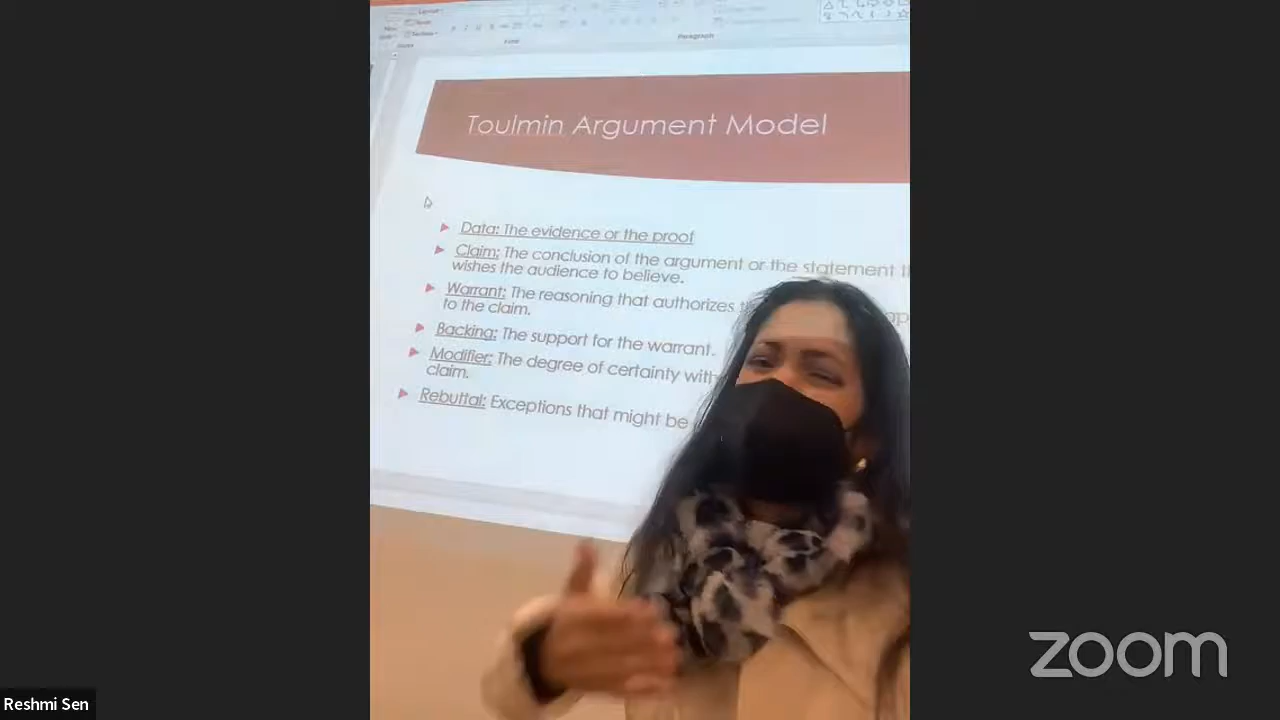 Paragraph
Toulmin Argument Model
Data: The evidence or the proof
Claim: The conclusion of the argument or the statement
wishes the audience to believe.
Warrant: The reasoning that authorizes
to the claim.
Backing: The support for the warrant.
Modifier: The degree of certainty with
claim.
Rebuttal: Exceptions that might be
zoom
Reshmi Sen